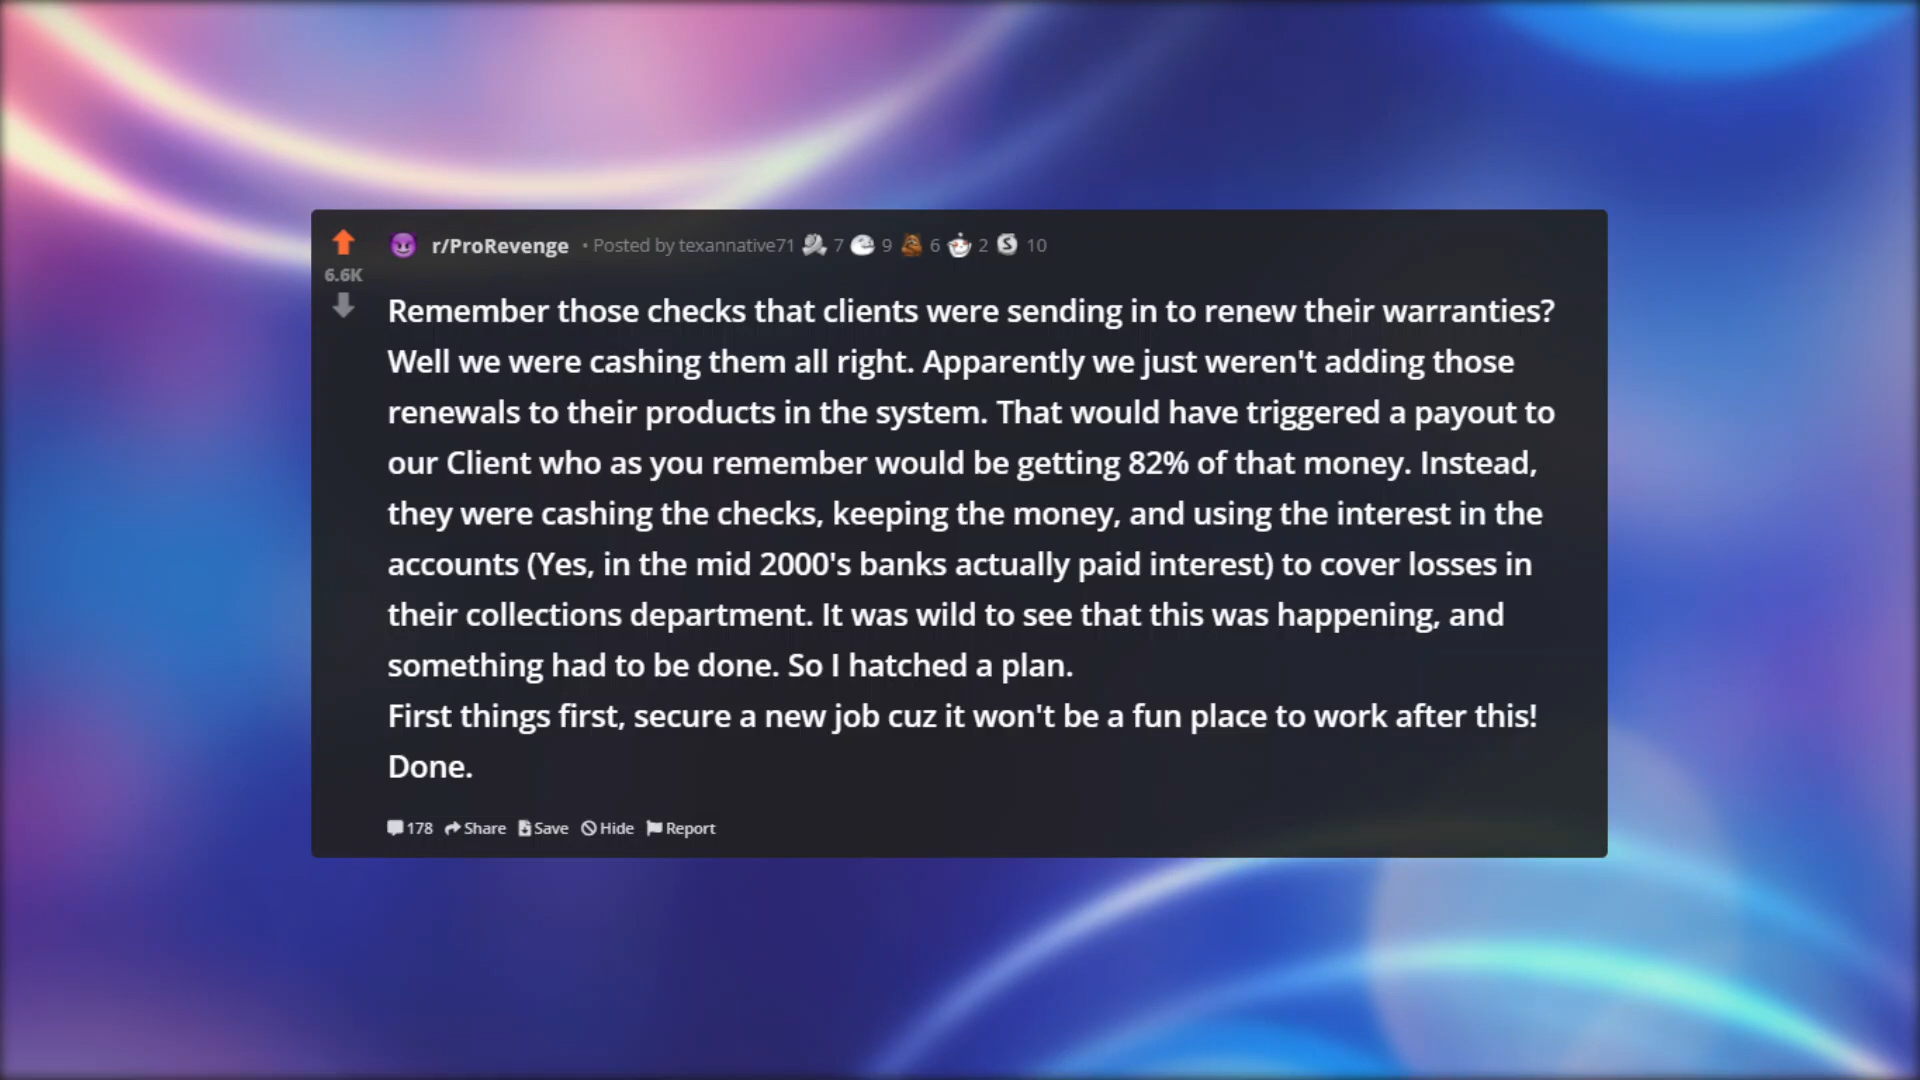 r/ProRevenge • Posted by texannative71 7 9 6 2 10
6.6K
Remember those checks that clients were sending in to renew their warranties?
Well we were cashing them all right. Apparently we just weren't adding those
renewals to their products in the system. That would have triggered a payout to
our Client who as you remember would be getting 82% of that money. Instead,
they were cashing the checks, keeping the money, and using the interest in the
accounts (Yes, in the mid 2000's banks actually paid interest) to cover losses in
their collections department. It was wild to see that this was happening, and
something had to be done. So I hatched a plan.
First things first, secure a new job cuz it won't be a fun place to work after this!
Done.
178 Share Save Hide Report